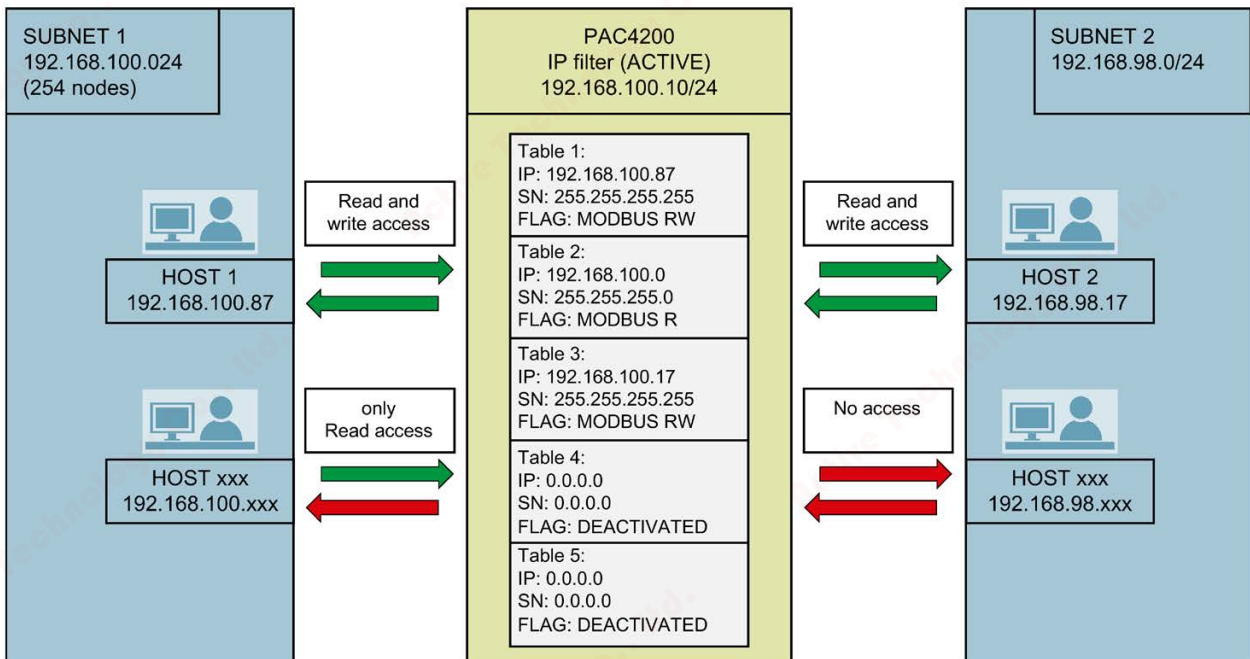 SUBNET 1
192.168.100.024
(254 nodes)
PAC4200
IP filter (ACTIVE)
192.168.100.10/24
SUBNET 2
192.168.98.0/24
Table 1:
IP: 192.168.100.87
SN: 255.255.255.255
FLAG: MODBUS RW
Table 2:
IP: 192.168.100.0
SN: 255.255.255.0
FLAG: MODBUS R
Table 3:
IP: 192.168.100.17
SN: 255.255.255.255
FLAG: MODBUS RW
Table 4:
IP: 0.0.0.0
SN: 0.0.0.0
FLAG: DEACTIVATED
Table 5:
IP: 0.0.0.0
SN: 0.0.0.0
FLAG: DEACTIVATED
Read and
write access
HOST 1
192.168.100.87
Read and
write access
HOST 2
192.168.98.17
only
Read access
HOST xxx
192.168.100.xxx
No access
HOST xxx
192.168.98.xxx